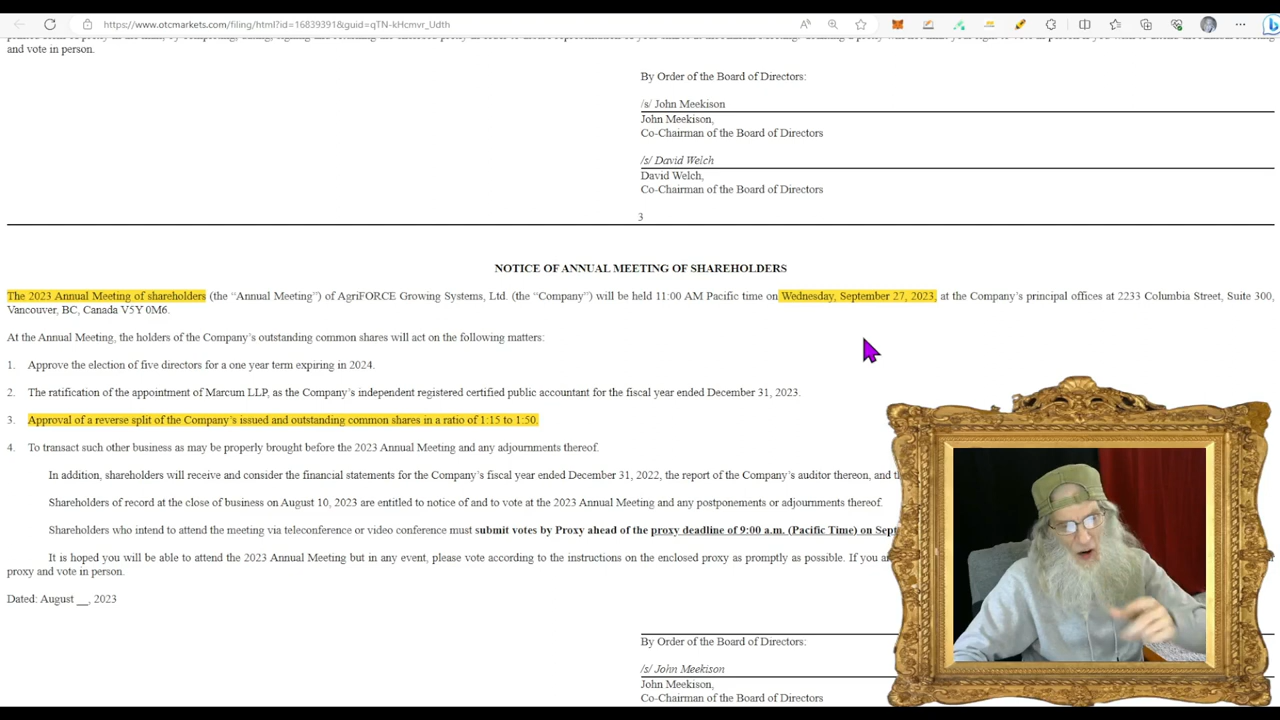 https://www.otcmarkets.com/filing/html?id=16839391&guid=qTN-kHcmvr_Udth
and vote in person.
By Order of the Board of Directors:
/s/ John Meekison
John Meekison,
Co-Chairman of the Board of Directors
/s/ David Welch
David Welch,
Co-Chairman of the Board of Directors
3
NOTICE OF ANNUAL MEETING OF SHAREHOLDERS
The 2023 Annual Meeting of shareholders (the “Annual Meeting”) of AgriFORCE Growing Systems, Ltd. (the “Company”) will be held 11:00 AM Pacific time on Wednesday, September 27, 2023, at the Company’s principal offices at 2233 Columbia Street, Suite 300,
Vancouver, BC, Canada V5Y 0M6.
At the Annual Meeting, the holders of the Company’s outstanding common shares will act on the following matters:
1. Approve the election of five directors for a one year term expiring in 2024.
2. The ratification of the appointment of Marcum LLP, as the Company’s independent registered certified public accountant for the fiscal year ended December 31, 2023.
3. Approval of a reverse split of the Company’s issued and outstanding common shares in a ratio of 1:15 to 1:50.
4. To transact such other business as may be properly brought before the 2023 Annual Meeting and any adjournments thereof.
In addition, shareholders will receive and consider the financial statements for the Company’s fiscal year ended December 31, 2022, the report of the Company’s auditor thereon, and
Shareholders of record at the close of business on August 10, 2023 are entitled to notice of and to vote at the 2023 Annual Meeting and any postponements or adjournments thereof.
Shareholders who intend to attend the meeting via teleconference or video conference must submit votes by Proxy ahead of the proxy deadline of 9:00 a.m. (Pacific Time) on Sept
It is hoped you will be able to attend the 2023 Annual Meeting but in any event, please vote according to the instructions on the enclosed proxy as promptly as possible. If you
proxy and vote in person.
Dated: August __, 2023
By Order of the Board of Directors:
/s/ John Meekison
John Meekison,
Co-Chairman of the Board of Directors